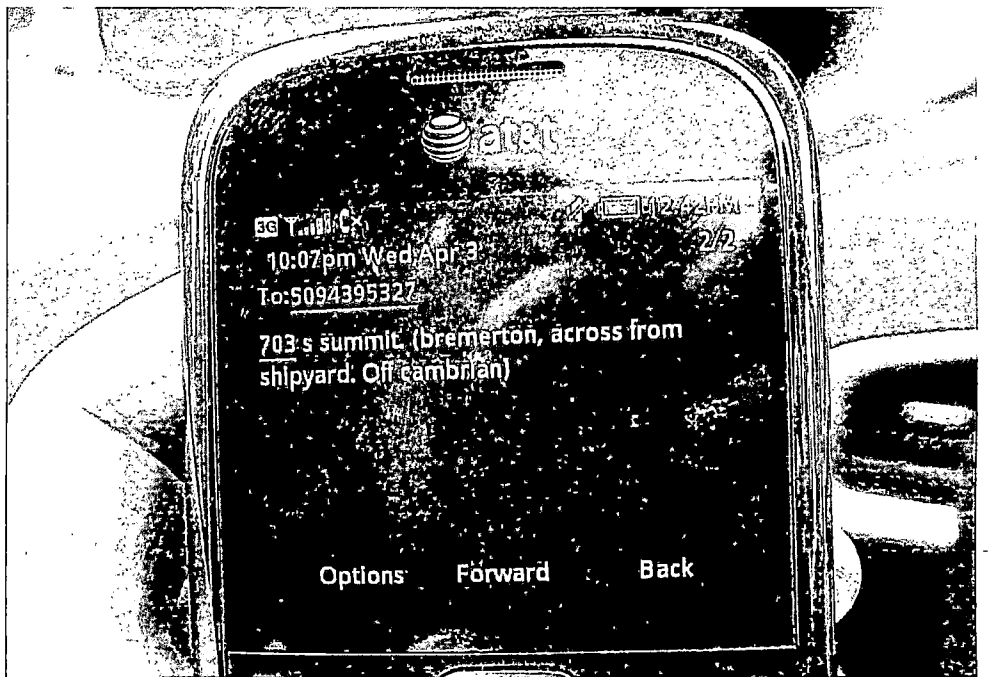 at&t
3G
10:07pm Wed Apr 3
2/2
To:5094395327
703 s summit. (bremerton, across from
shipyard. Off cambrian)
Options Forward Back